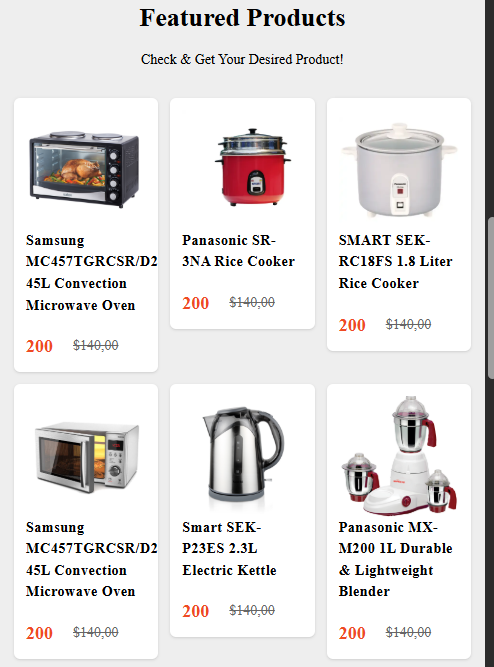 Featured Products
Check & Get Your Desired Product!
Samsung
MC457TGRCSR/D2
45L Convection
Microwave Oven
200 $140,00
Panasonic SR-
3NA Rice Cooker
200 $140,00
SMART SEK-
RC18FS 1.8 Liter
Rice Cooker
200 $140,00
Samsung
MC457TGRCSR/D2
45L Convection
Microwave Oven
200 $140,00
Smart SEK-
P23ES 2.3L
Electric Kettle
200 $140,00
Panasonic MX-
M200 1L Durable
& Lightweight
Blender
200 $140,00